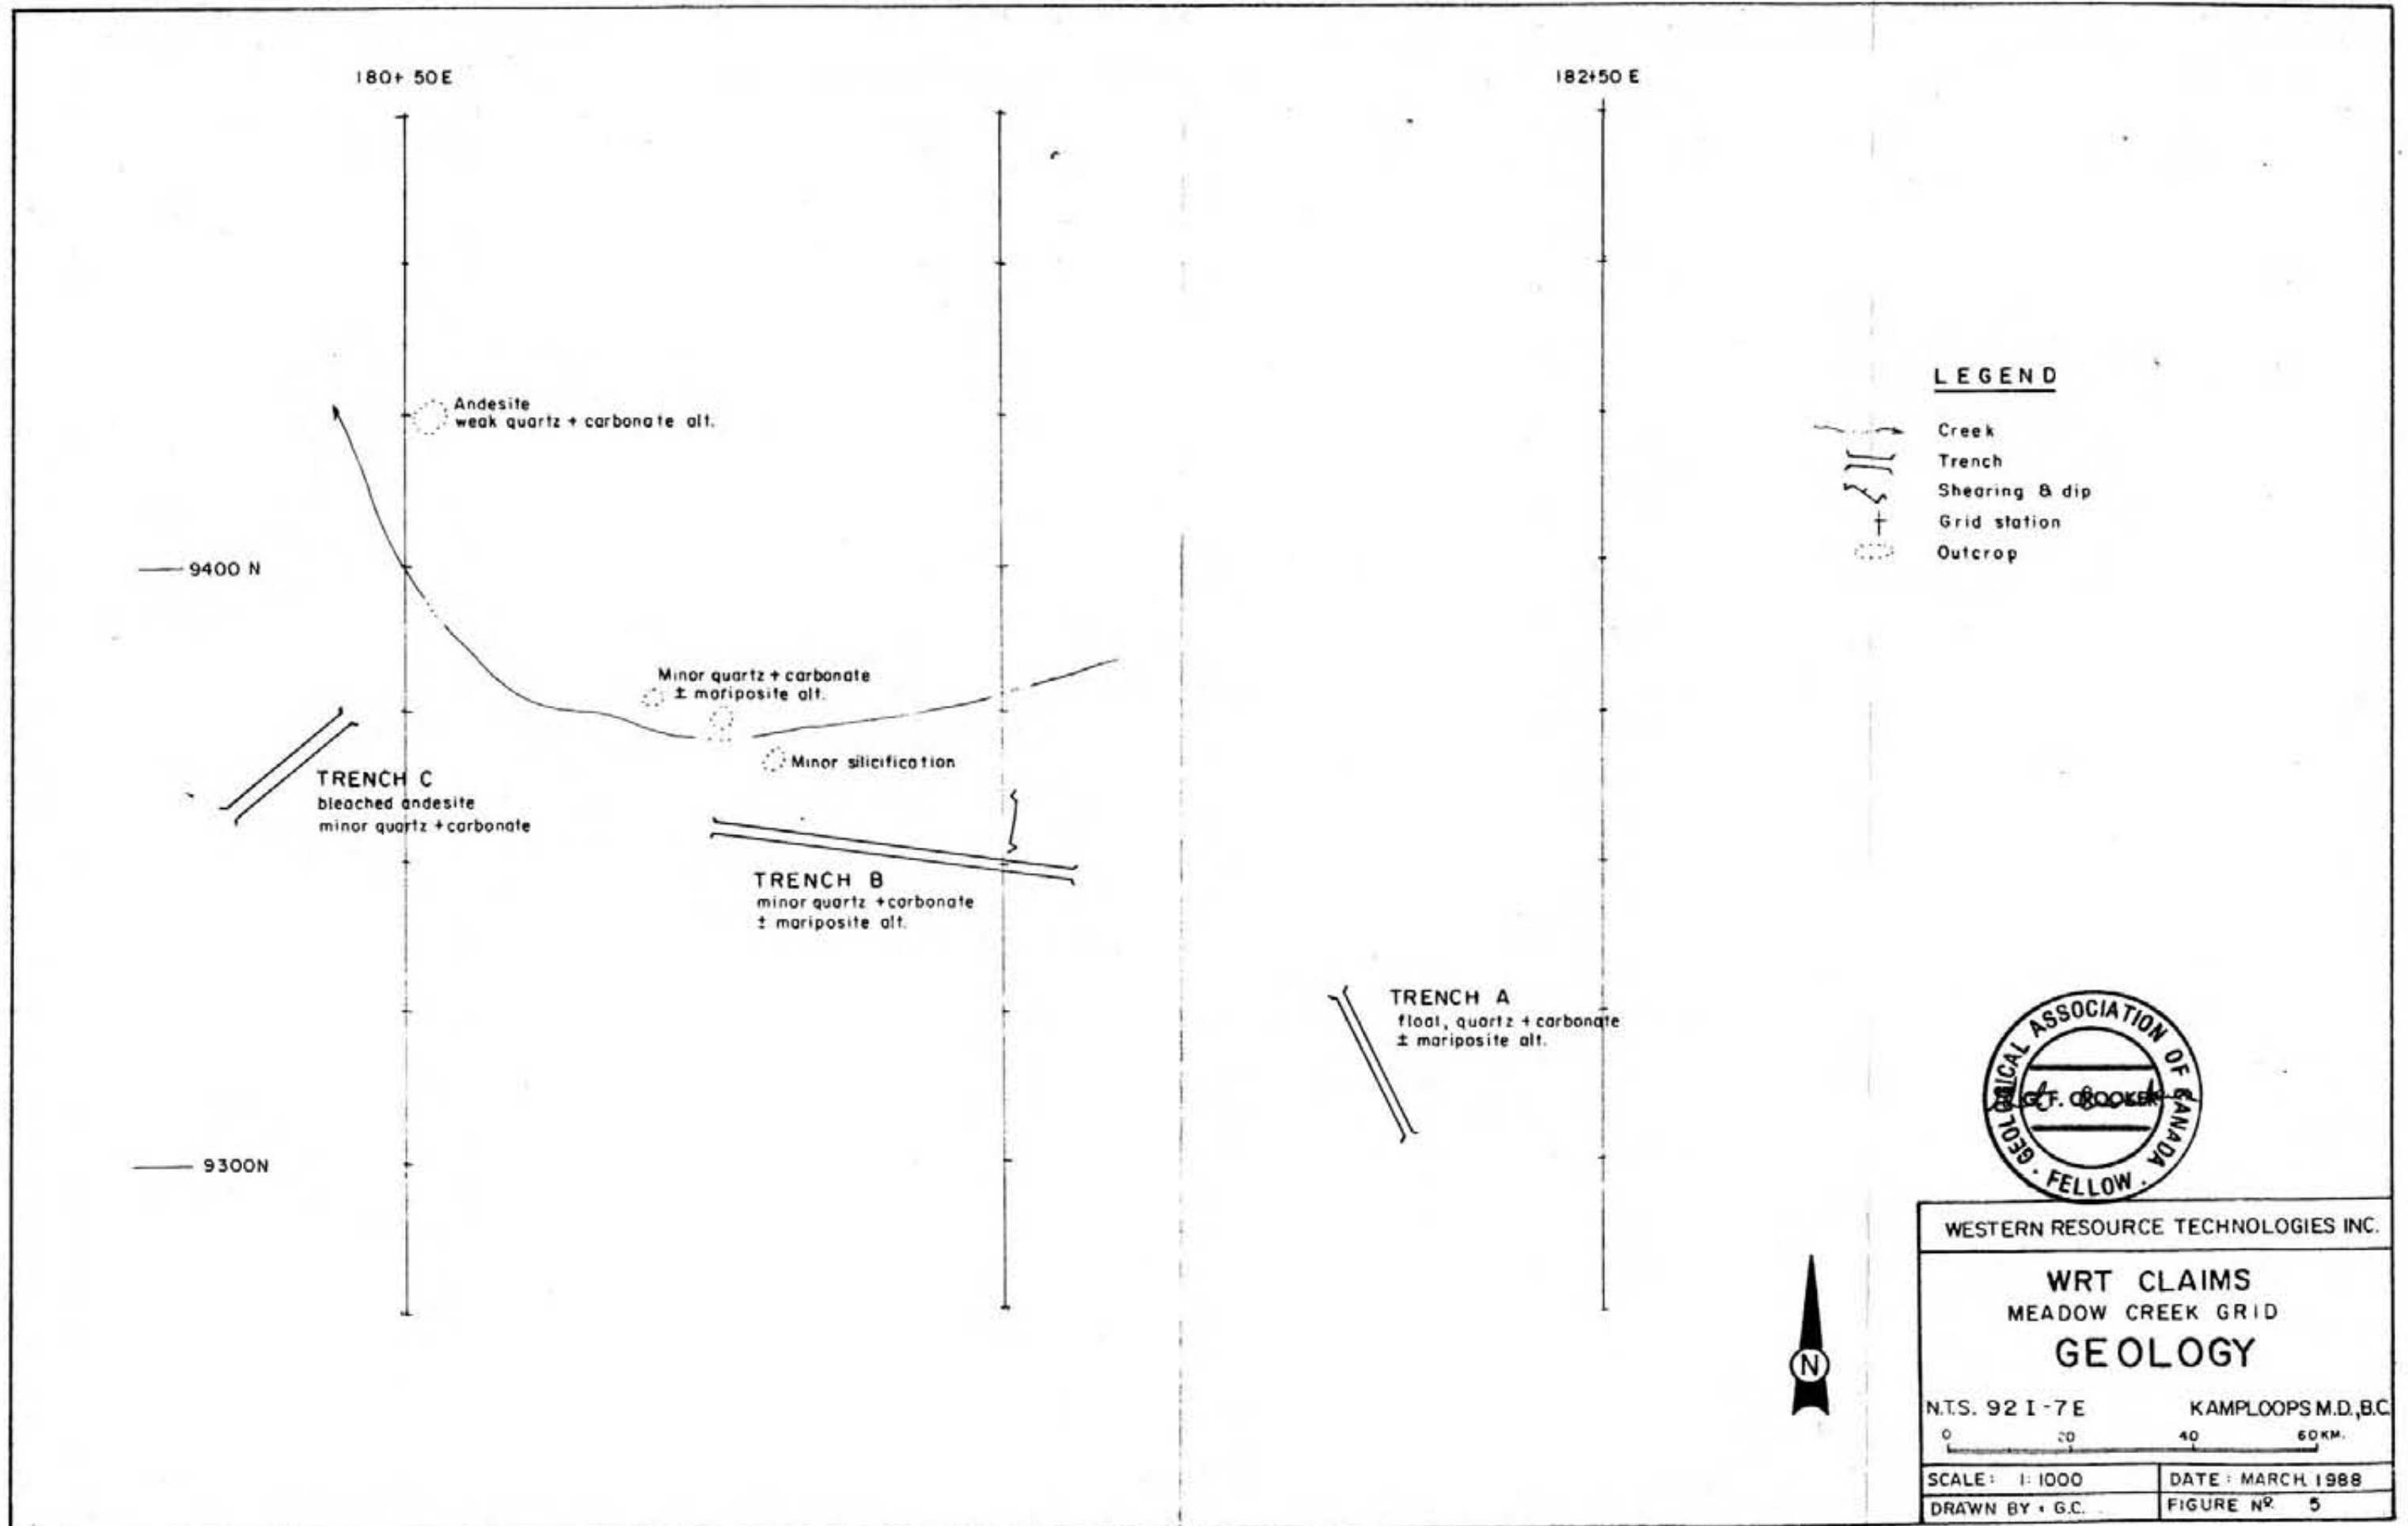 180+ 50E
182+50 E
Andesite
weak quartz + carbonate alt.
LEGEND
Creek
Trench
Shearing & dip
Grid station
Outcrop
9400 N
Minor quartz + carbonate
± mariposite alt.
Minor silicification
TRENCH C
bleached andesite
minor quartz + carbonate
TRENCH B
minor quartz + carbonate
± mariposite alt.
TRENCH A
float, quartz + carbonate
± mariposite alt.
9300N
GEOLOGICAL ASSOCIATION OF CANADA
G. F. CROOKER
· FELLOW ·
WESTERN RESOURCE TECHNOLOGIES INC.
WRT CLAIMS
MEADOW CREEK GRID
GEOLOGY
N.T.S. 92 I - 7 E KAMPLOOPS M.D., B.C.
0 20 40 60 KM.
SCALE: 1: 1000 DATE: MARCH, 1988
DRAWN BY: G.C. FIGURE Nº. 5
N